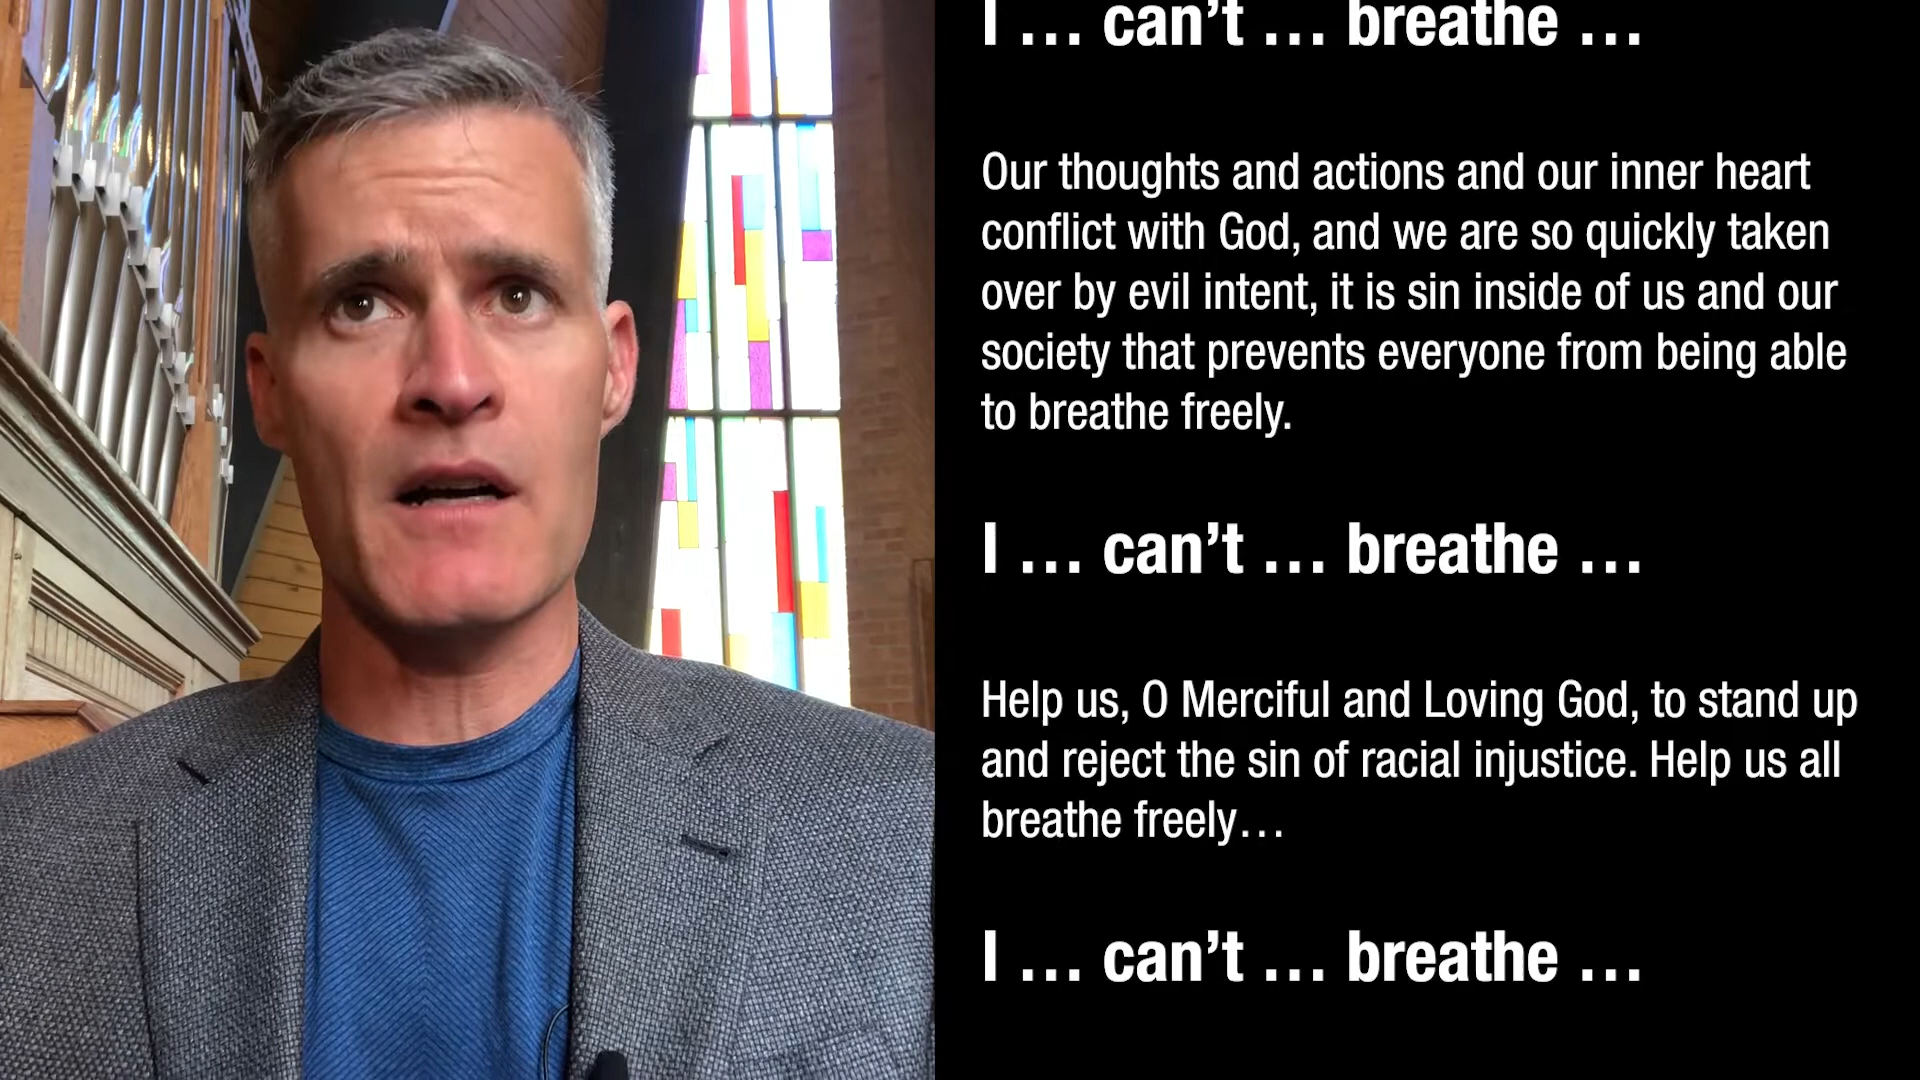 I … can’t … breathe …
Our thoughts and actions and our inner heart
conflict with God, and we are so quickly taken
over by evil intent, it is sin inside of us and our
society that prevents everyone from being able
to breathe freely.
I … can’t … breathe …
Help us, O Merciful and Loving God, to stand up
and reject the sin of racial injustice. Help us all
breathe freely…
I … can’t … breathe …